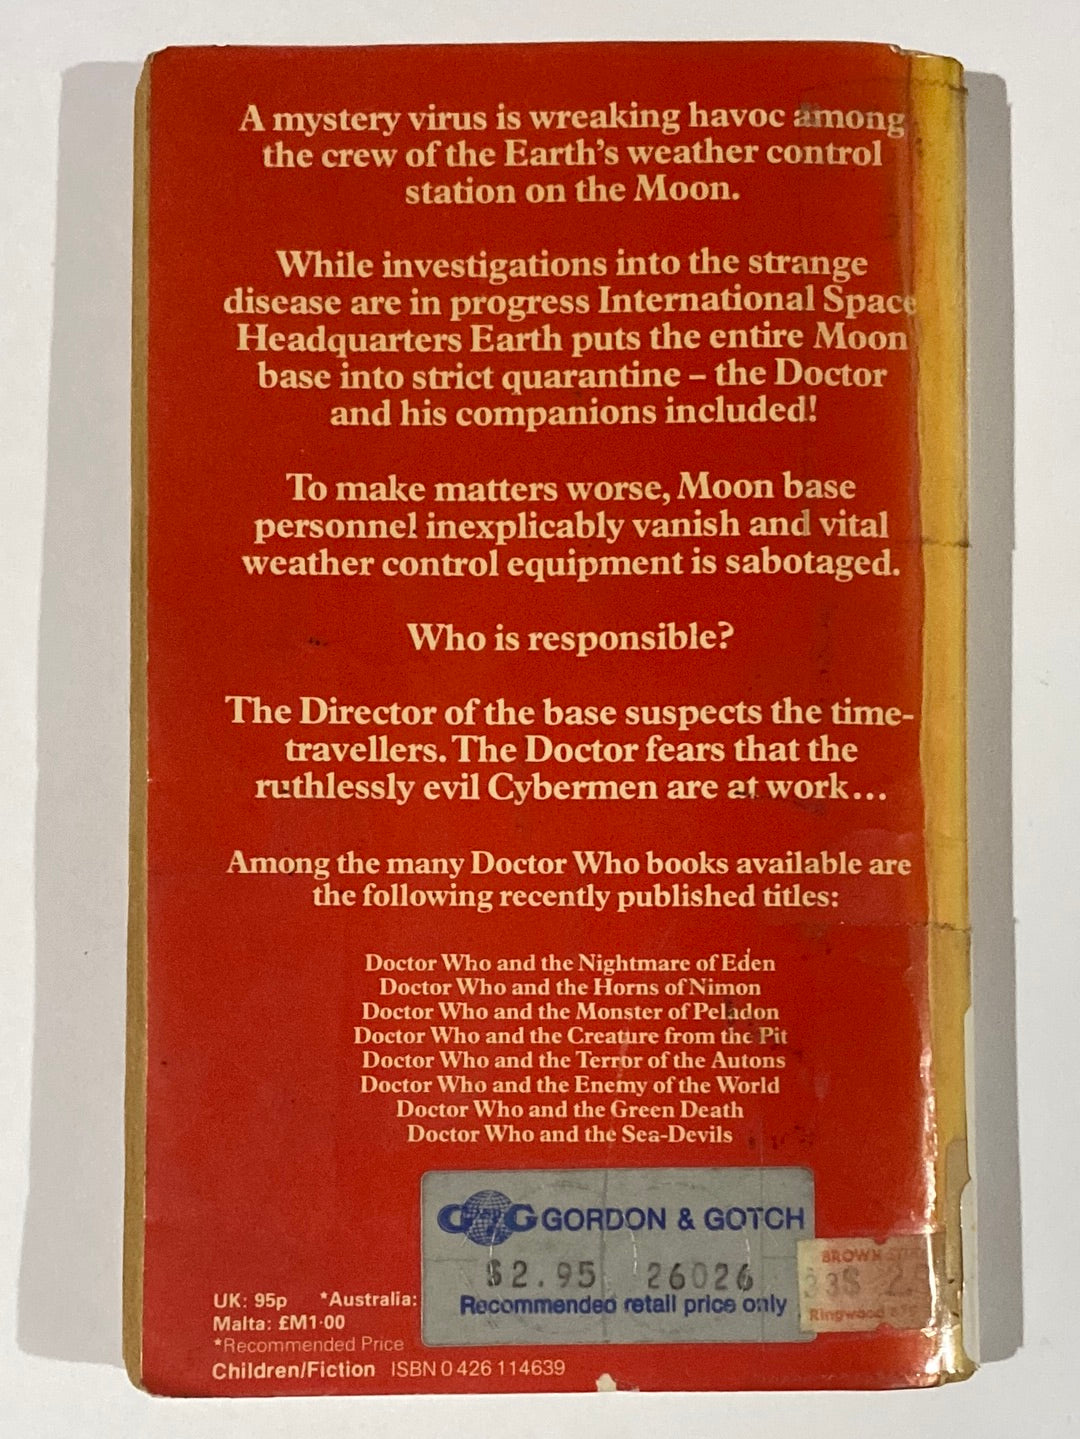 A mystery virus is wreaking havoc among
the crew of the Earth's weather control
station on the Moon.
While investigations into the strange
disease are in progress International Space
Headquarters Earth puts the entire Moon
base into strict quarantine – the Doctor
and his companions included!
To make matters worse, Moon base
personnel inexplicably vanish and vital
weather control equipment is sabotaged.
Who is responsible?
The Director of the base suspects the time-
travellers. The Doctor fears that the
ruthlessly evil Cybermen are at work...
Among the many Doctor Who books available are
the following recently published titles:
Doctor Who and the Nightmare of Eden
Doctor Who and the Horns of Nimon
Doctor Who and the Monster of Peladon
Doctor Who and the Creature from the Pit
Doctor Who and the Terror of the Autons
Doctor Who and the Enemy of the World
Doctor Who and the Green Death
Doctor Who and the Sea-Devils
G&G GORDON & GOTCH
$2.95 26026
Recommended retail price only
BROWN
Ringwood
UK: 95p *Australia:
Malta: £M1·00
*Recommended Price
Children/Fiction ISBN 0 426 114639